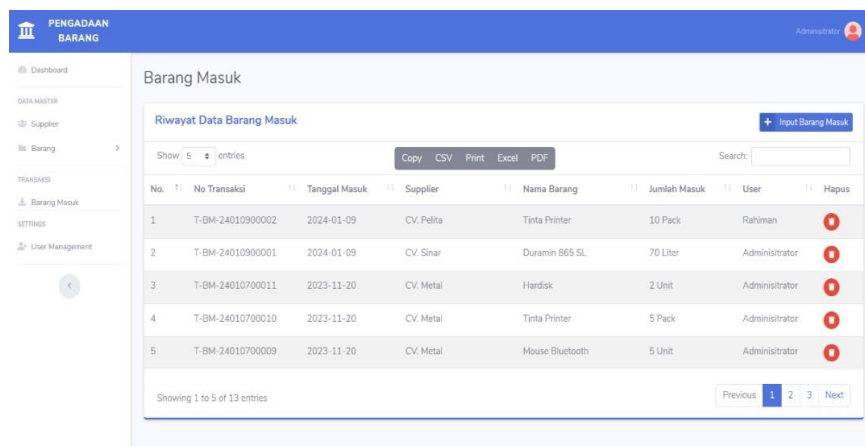 PENGADAAN
BARANG
Administrator
Dashboard
DATA MASTER
Supplier
Barang
TRANSAKSI
Barang Masuk
SETTINGS
User Management
Barang Masuk
Riwayat Data Barang Masuk
+ Input Barang Masuk
Show 5 entries
Copy CSV Print Excel PDF
Search:
No. No Transaksi Tanggal Masuk Supplier Nama Barang Jumlah Masuk User Hapus
1 T-BM-24010900002 2024-01-09 CV. Pelita Tinta Printer 10 Pack Rahiman
2 T-BM-24010900001 2024-01-09 CV. Sinar Duramin 865 SL 70 Liter Adminisitrator
3 T-BM-24010700011 2023-11-20 CV. Metal Hardisk 2 Unit Adminisitrator
4 T-BM-24010700010 2023-11-20 CV. Metal Tinta Printer 5 Pack Adminisitrator
5 T-BM-24010700009 2023-11-20 CV. Metal Mouse Bluetooth 5 Unit Adminisitrator
Showing 1 to 5 of 13 entries
Previous 1 2 3 Next